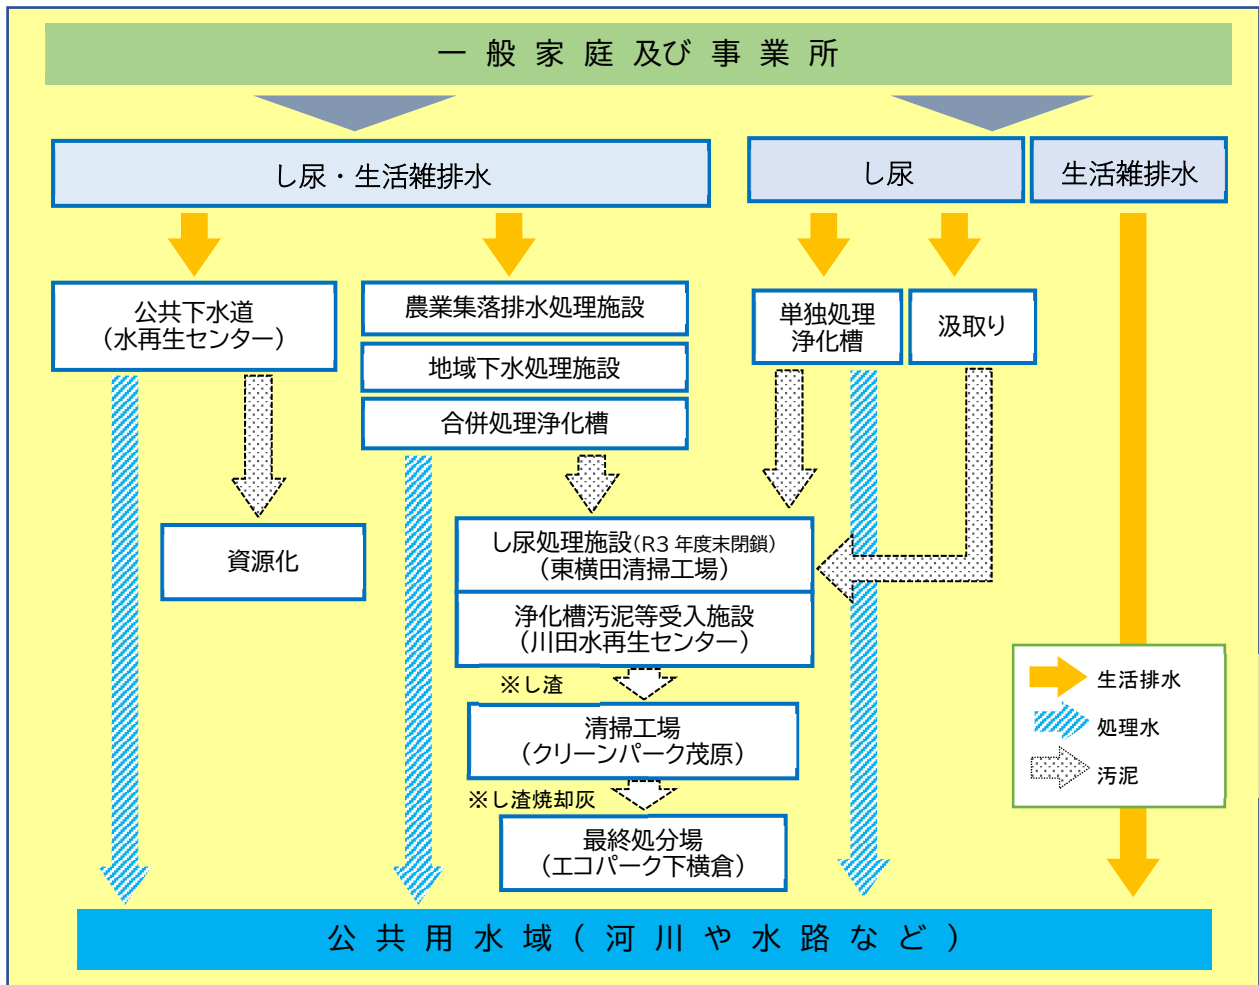 一般家庭及び事業所
し尿・生活雑排水
し尿
生活雑排水
公共下水道
（水再生センター）
農業集落排水処理施設
地域下水処理施設
合併処理浄化槽
単独処理
浄化槽
汲取り
資源化
し尿処理施設（R3 年度末閉鎖）
（東横田清掃工場）
浄化槽汚泥等受入施設
（川田水再生センター）
※し渣
清掃工場
（クリーンパーク茂原）
※し渣焼却灰
最終処分場
（エコパーク下横倉）
生活排水
処理水
汚泥
公共用水域（河川や水路など）